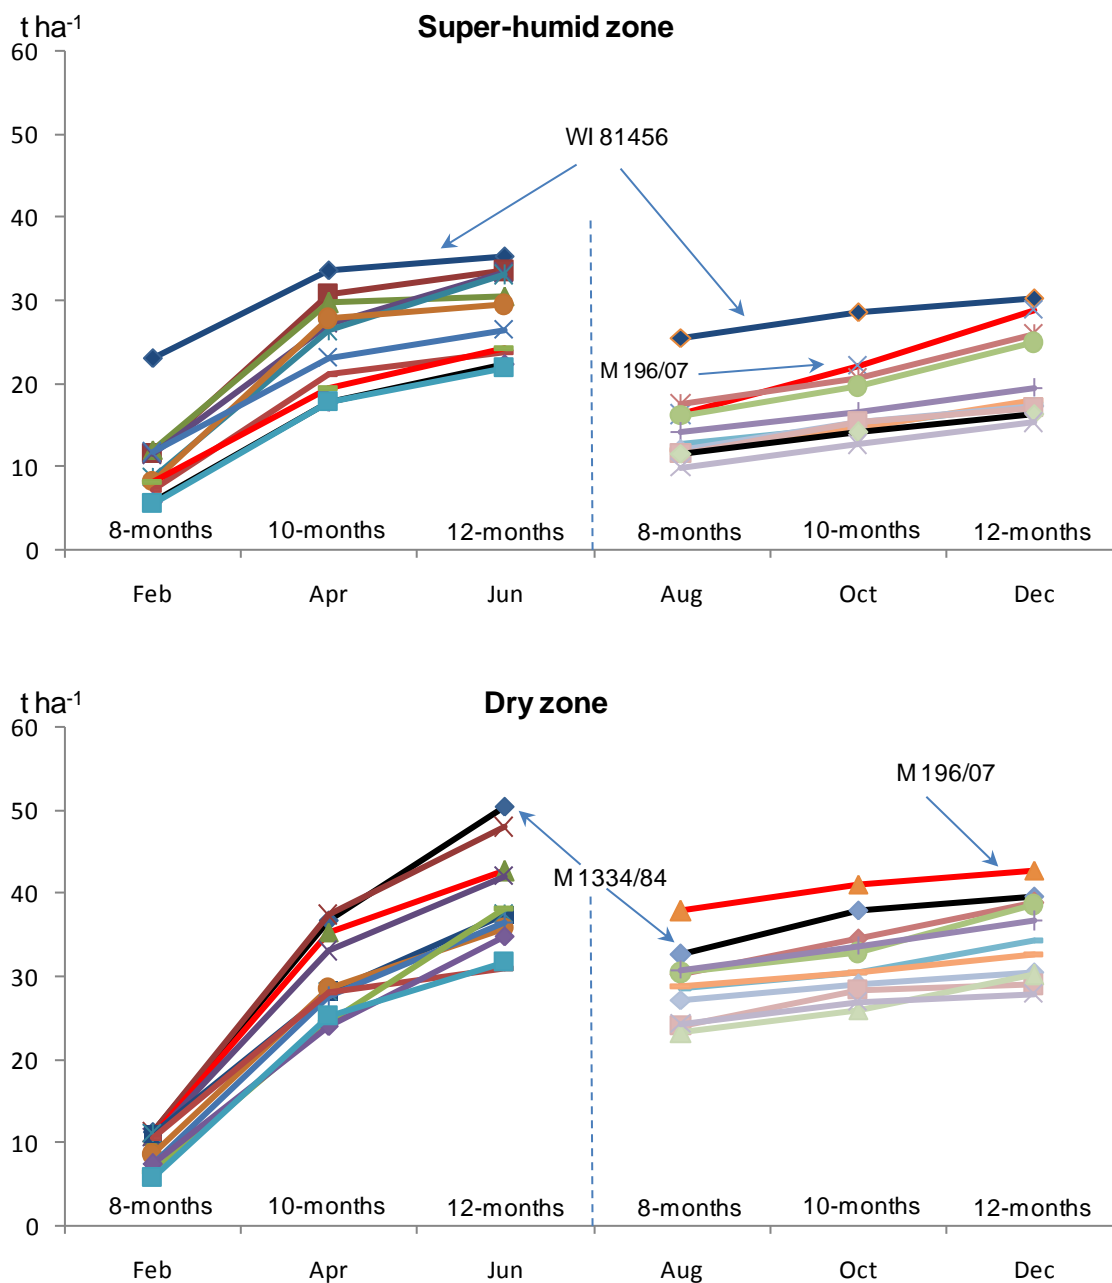 Super-humid zone
t ha-1
60
50
WI 81456
40
30
M 196/07
20
10
8-months 10-months 12-months 8-months 10-months 12-months
0
Feb Apr Jun Aug Oct Dec
Dry zone
t ha-1
60
M 196/07
50
M 1334/84
40
30
20
10
8-months 10-months 12-months 8-months 10-months 12-months
0
Feb Apr Jun Aug Oct Dec